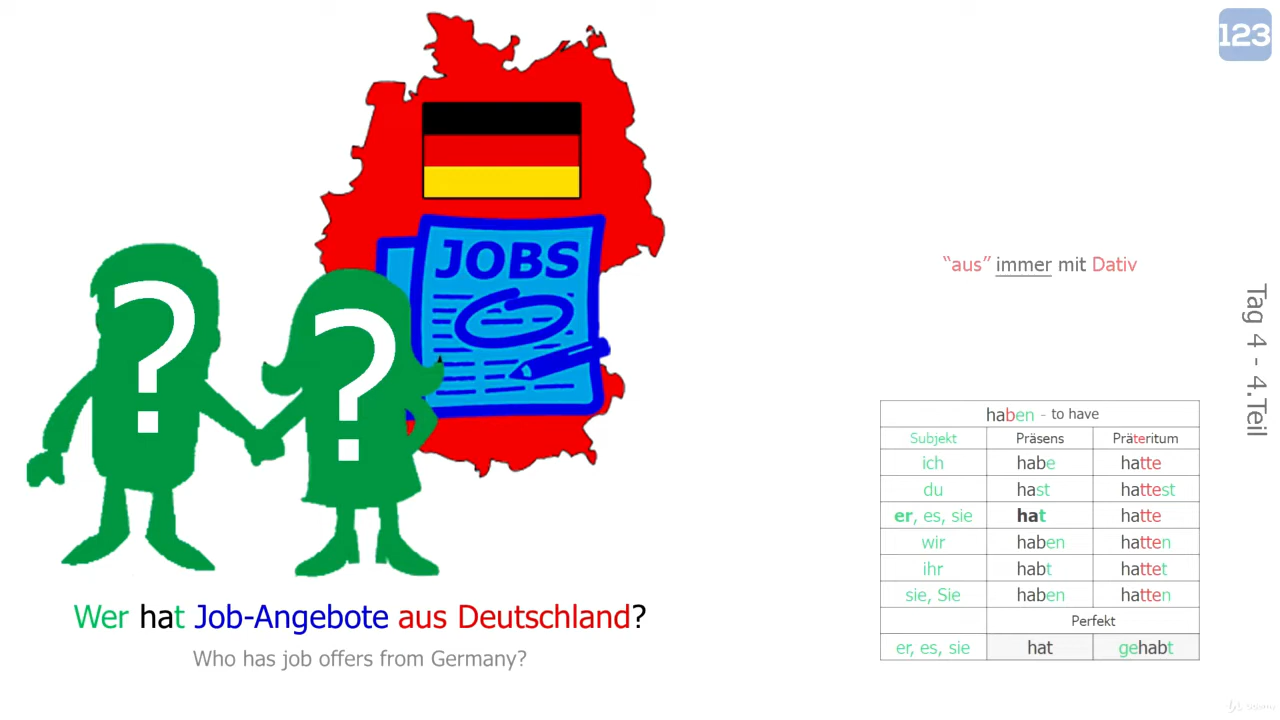 123
JOBS
? ?
"aus" immer mit Dativ
Tag 4 - 4.Teil
haben - to have
Subjekt Präsens Präteritum
ich habe hatte
du hast hattest
er, es, sie hat hatte
wir haben hatten
ihr habt hattet
sie, Sie haben hatten
Perfekt
er, es, sie hat gehabt
Wer hat Job-Angebote aus Deutschland?
Who has job offers from Germany?